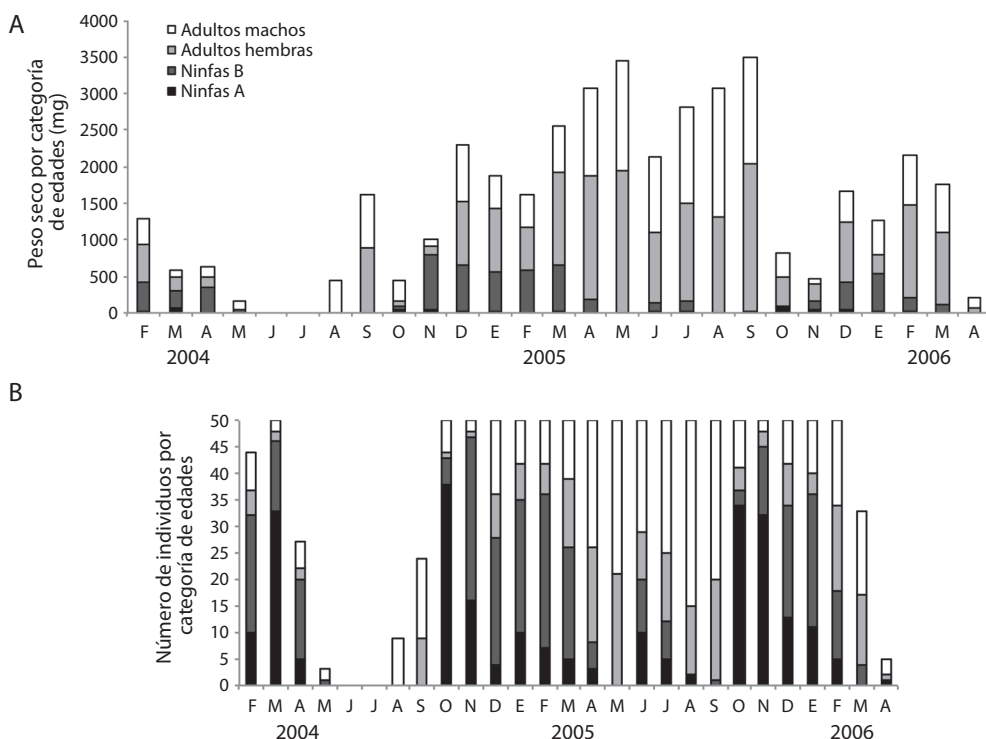 A
Peso seco por categoría
de edades (mg)
4000
3500
3000
2500
2000
1500
1000
500
0
Adultos machos
Adultos hembras
Ninfas B
Ninfas A
F M A M J J A S O N D E F M A M J J A S O N D E F M A
2004 2005 2006
B
Número de individuos por
categoría de edades
50
45
40
35
30
25
20
15
10
5
0
F M A M J J A S O N D E F M A M J J A S O N D E F M A
2004 2005 2006